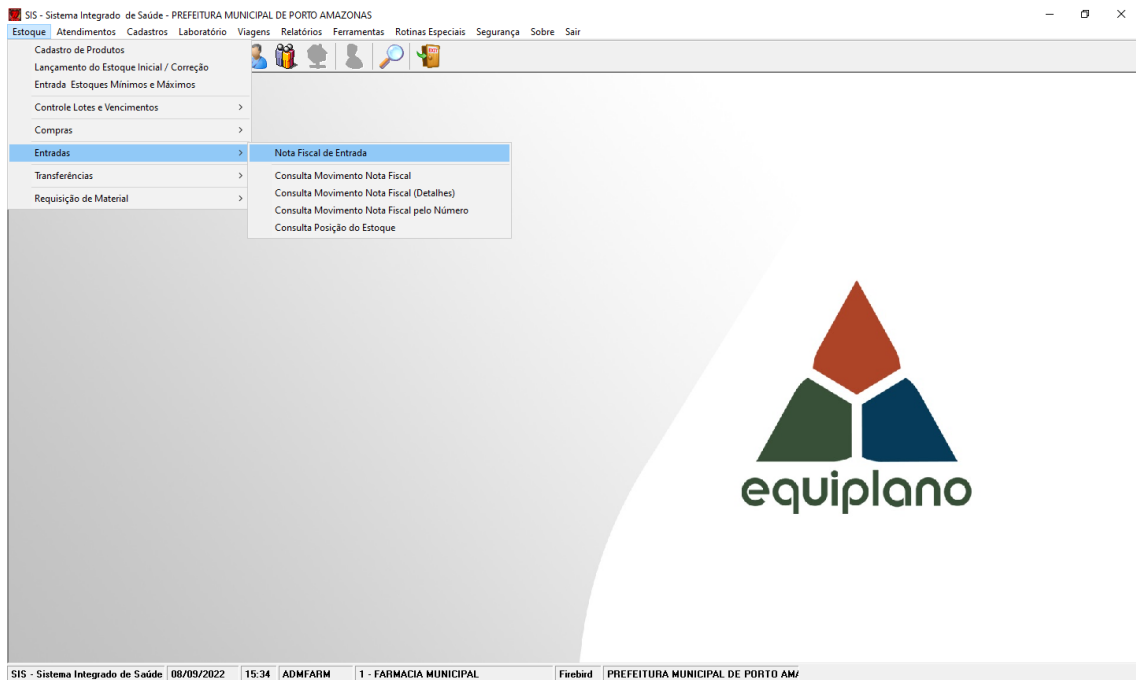 SIS - Sistema Integrado de Saúde - PREFEITURA MUNICIPAL DE PORTO AMAZONAS
Estoque Atendimentos Cadastros Laboratório Viagens Relatórios Ferramentas Rotinas Especiais Segurança Sobre Sair
Cadastro de Produtos
Lançamento do Estoque Inicial / Correção
Entrada Estoques Mínimos e Máximos
Controle Lotes e Vencimentos
Compras
Entradas
Transferências
Requisição de Material
Nota Fiscal de Entrada
Consulta Movimento Nota Fiscal
Consulta Movimento Nota Fiscal (Detalhes)
Consulta Movimento Nota Fiscal pelo Número
Consulta Posição do Estoque
equiplano
SIS - Sistema Integrado de Saúde 08/09/2022 15:34 ADMFARM 1 - FARMACIA MUNICIPAL Firebird PREFEITURA MUNICIPAL DE PORTO AMA